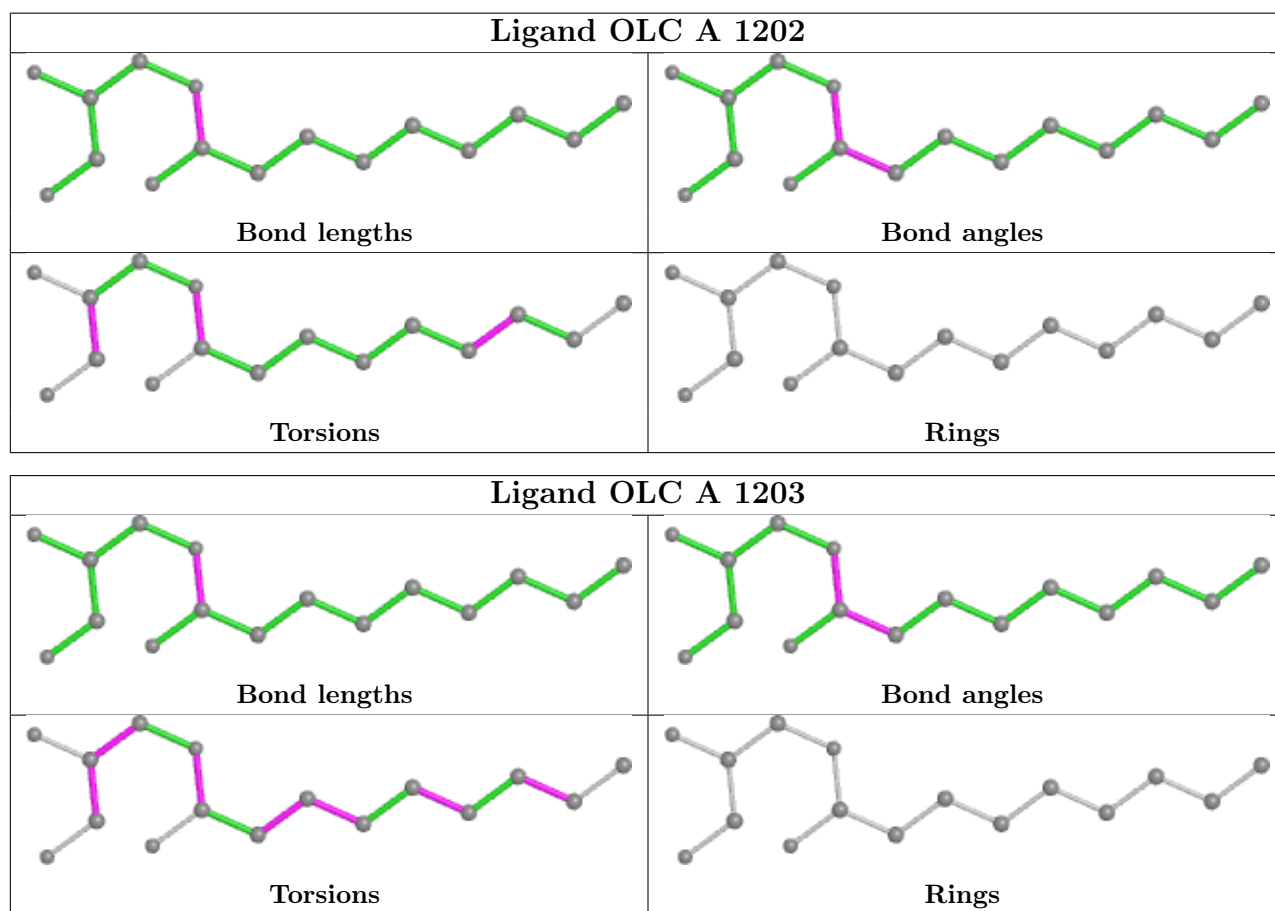 Ligand OLC A 1202
Bond lengths
Bond angles
Torsions
Rings
Ligand OLC A 1203
Bond lengths
Bond angles
Torsions
Rings